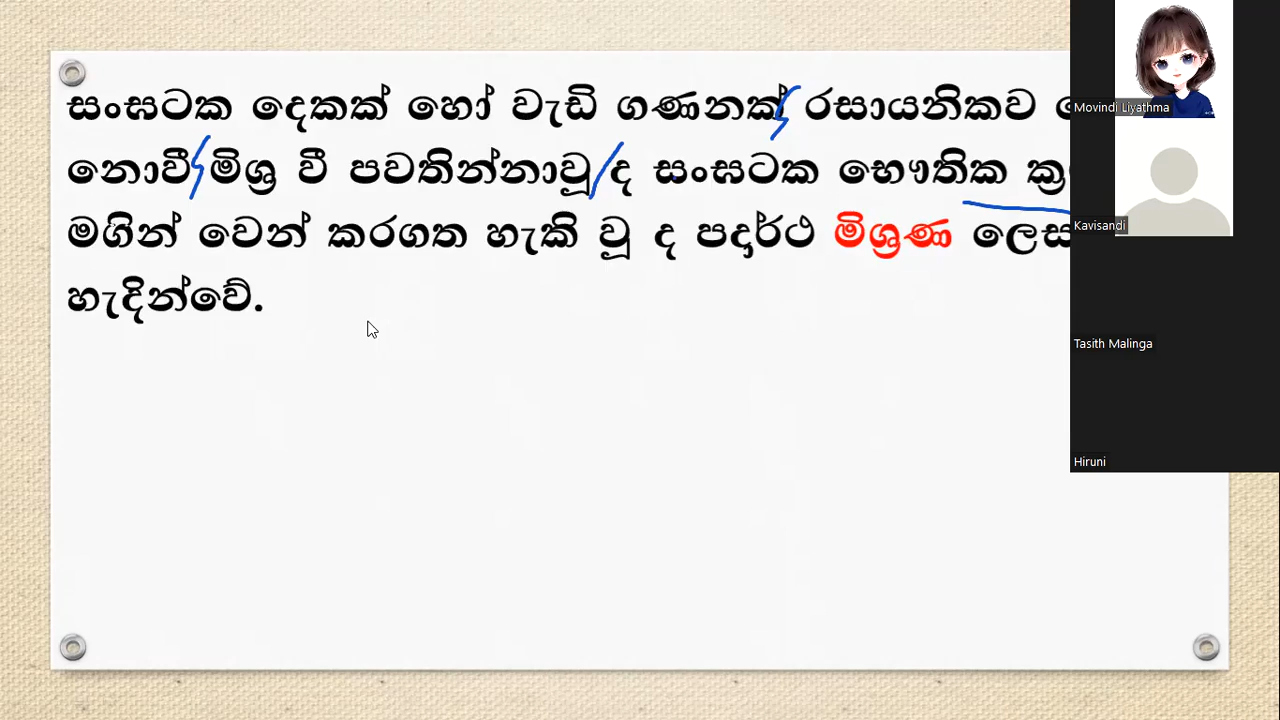 සංඝටක දෙකක් හෝ වැඩි ගණනක් රසායනිකව
නොවී මිශ්‍ර වී පවතින්නාවූ ද සංඝටක භෞතික
මගින් වෙන් කරගත හැකි වූ ද පදාර්ථ මිශ්‍රණ ලෙස
හැදින්වේ.
Movindi Liyathma
Kavisandi
Tasith Malinga
Hiruni